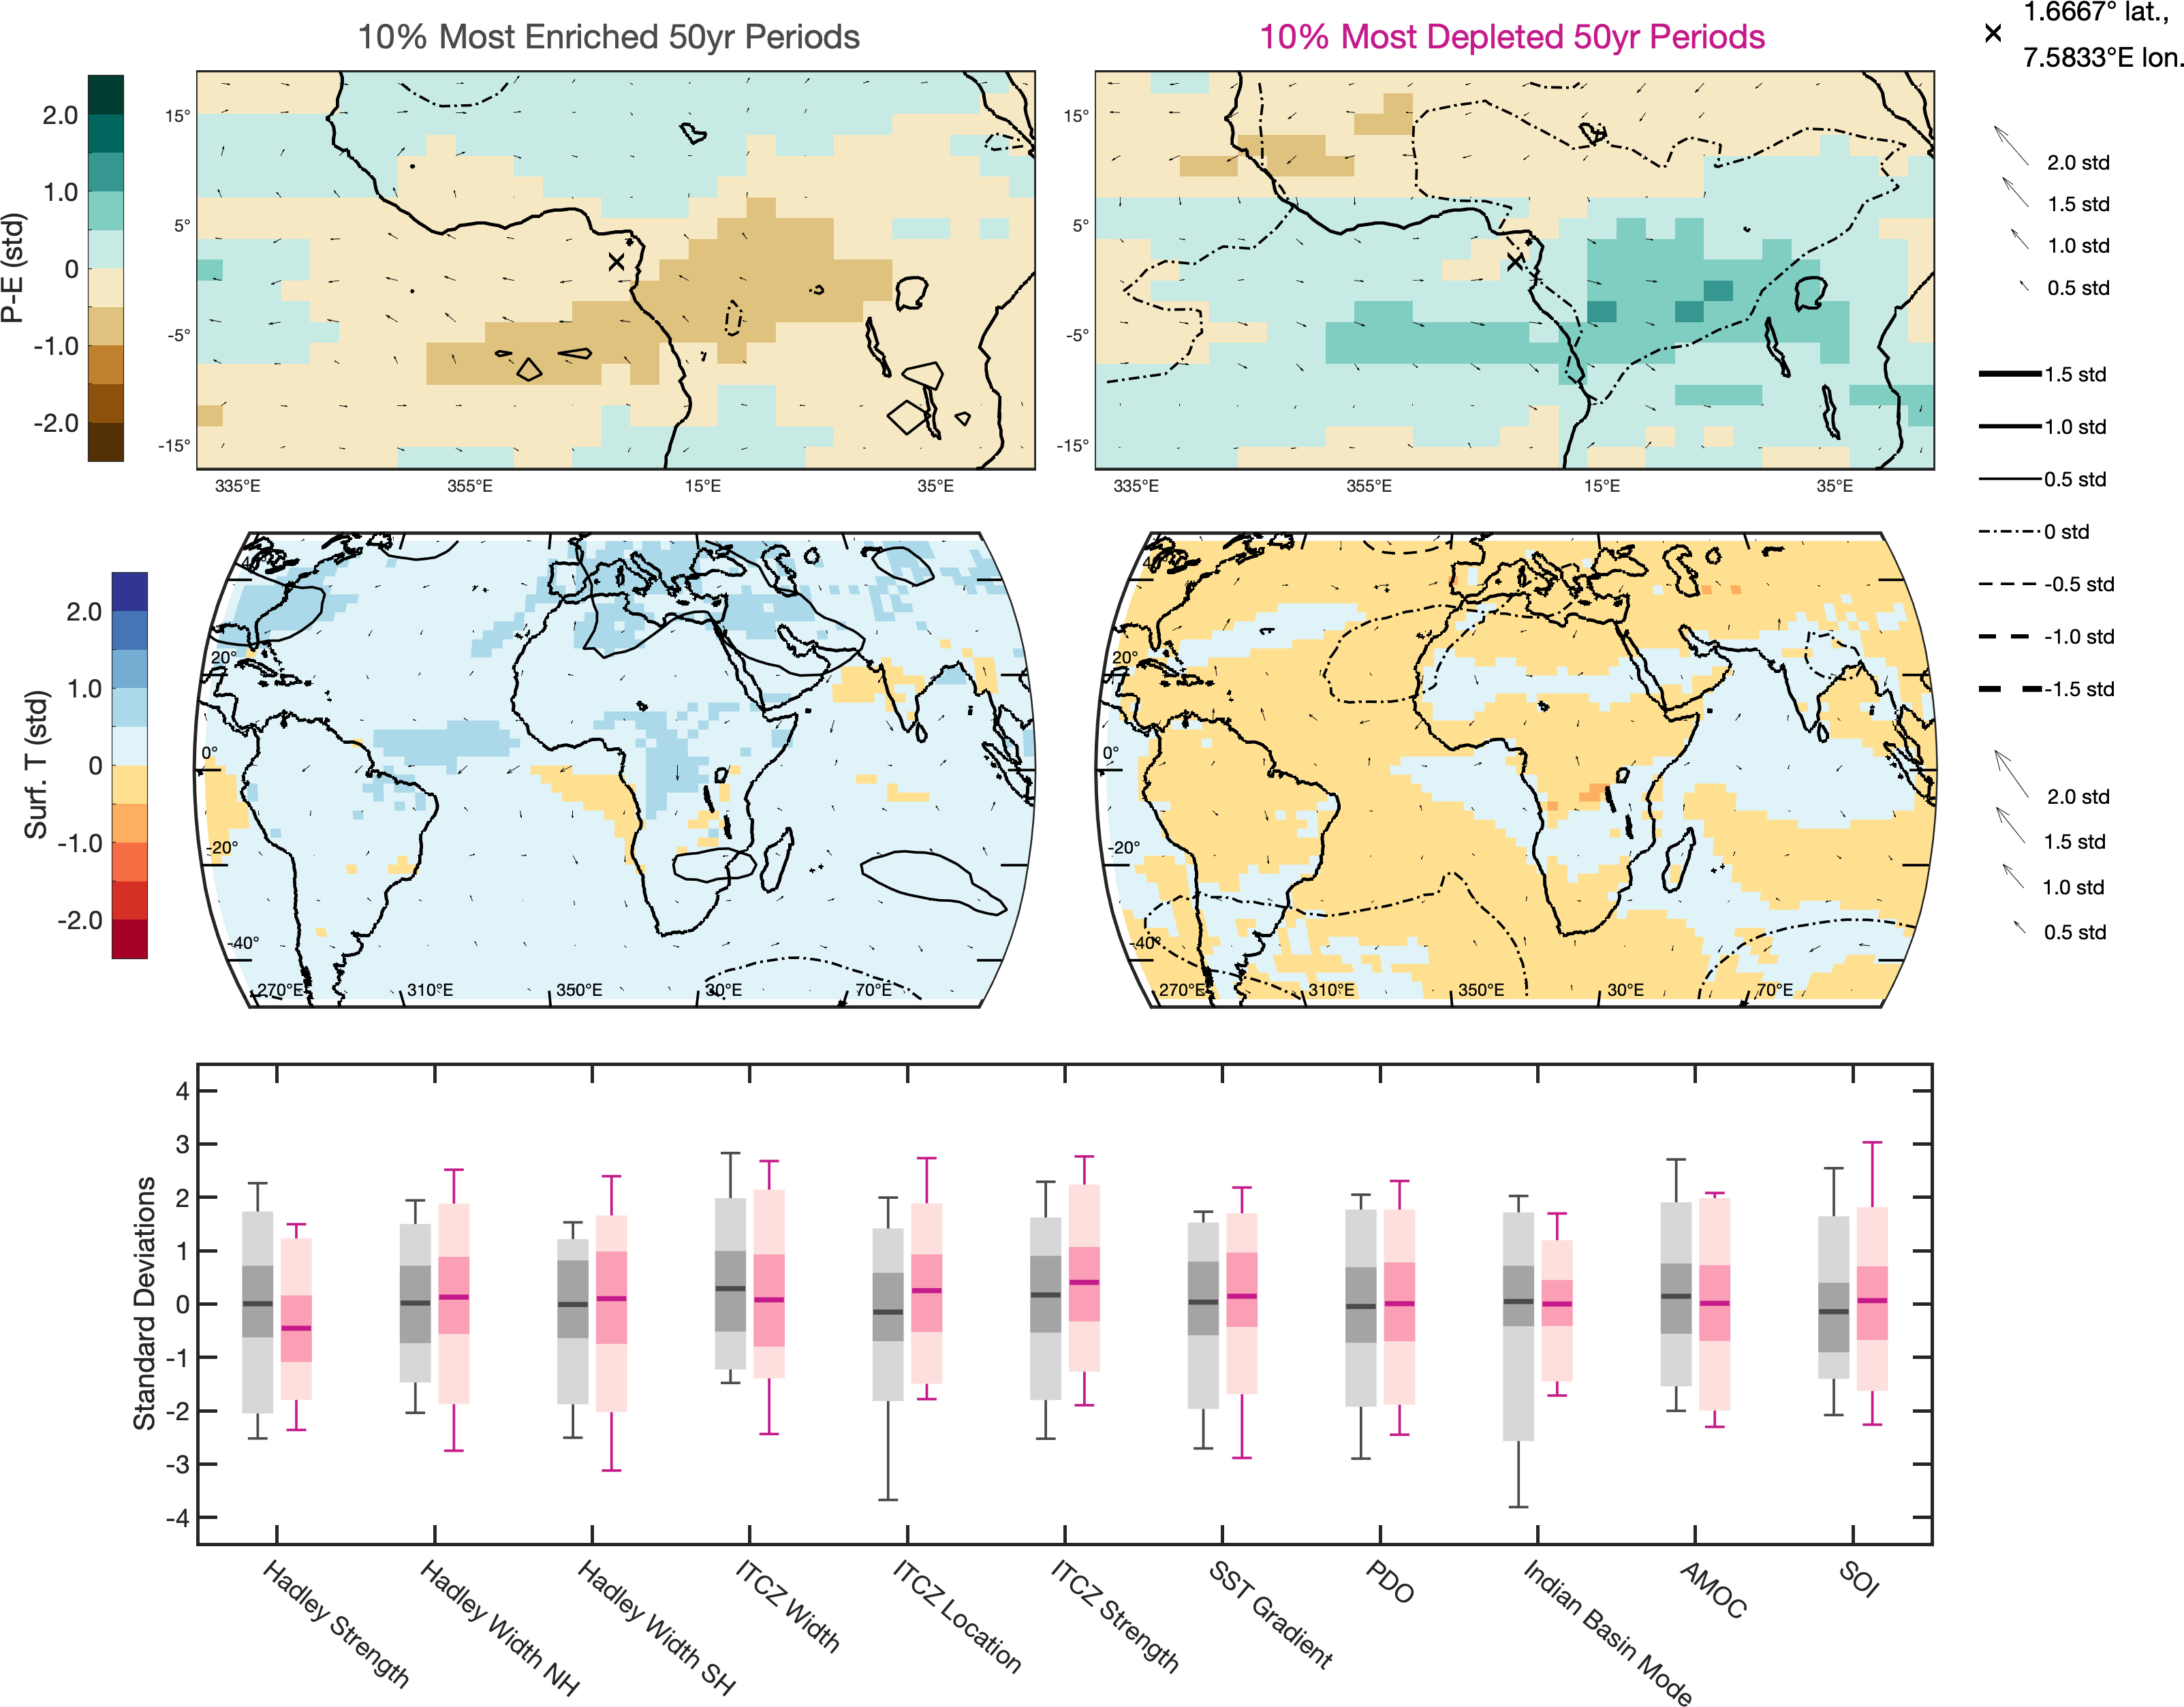 10% Most Enriched 50yr Periods
10% Most Depleted 50yr Periods
1.6667° lat.,
7.5833°E lon.
P-E (std)
2.0
1.0
0
-1.0
-2.0
15°
5°
-5°
-15°
335°E
355°E
15°E
35°E
15°
5°
-5°
-15°
335°E
355°E
15°E
35°E
2.0 std
1.5 std
1.0 std
0.5 std
1.5 std
1.0 std
0.5 std
0 std
-0.5 std
-1.0 std
-1.5 std
Surf. T (std)
2.0
1.0
0
-1.0
-2.0
20°
0°
-20°
-40°
270°E
310°E
350°E
30°E
70°E
20°
0°
-20°
-40°
270°E
310°E
350°E
30°E
70°E
2.0 std
1.5 std
1.0 std
0.5 std
Standard Deviations
4
3
2
1
0
-1
-2
-3
-4
Hadley Strength
Hadley Width NH
Hadley Width SH
ITCZ Width
ITCZ Location
ITCZ Strength
SST Gradient
PDO
Indian Basin Mode
AMOC
SOI